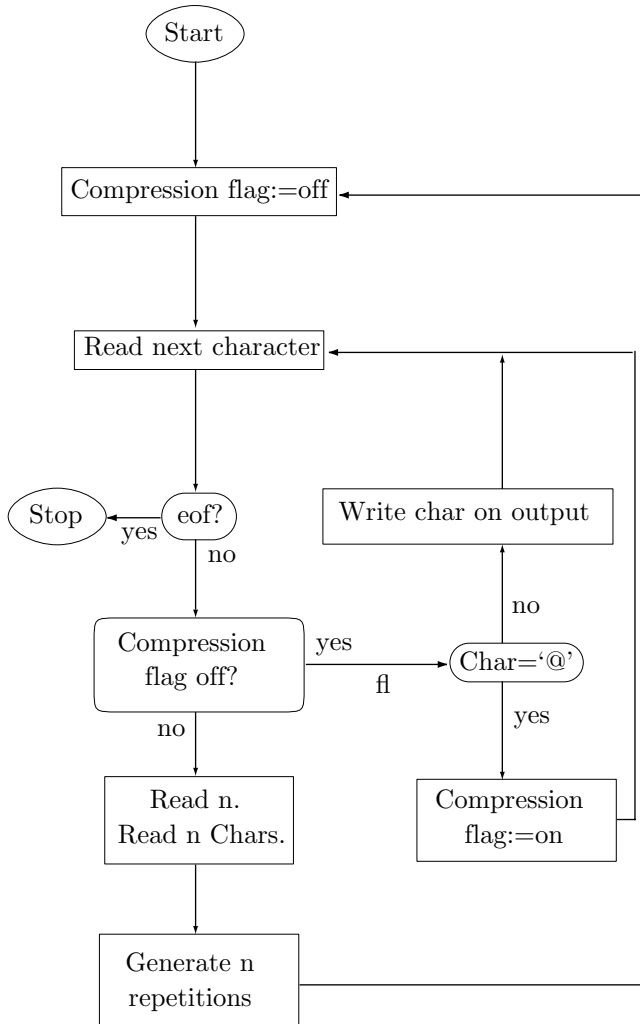 Start
Compression flag:=off
Read next character
Stop
yes
eof?
no
Write char on output
no
Compression
flag off?
yes
fl
Char=‘@’
yes
no
Read n.
Read n Chars.
Compression
flag:=on
Generate n
repetitions